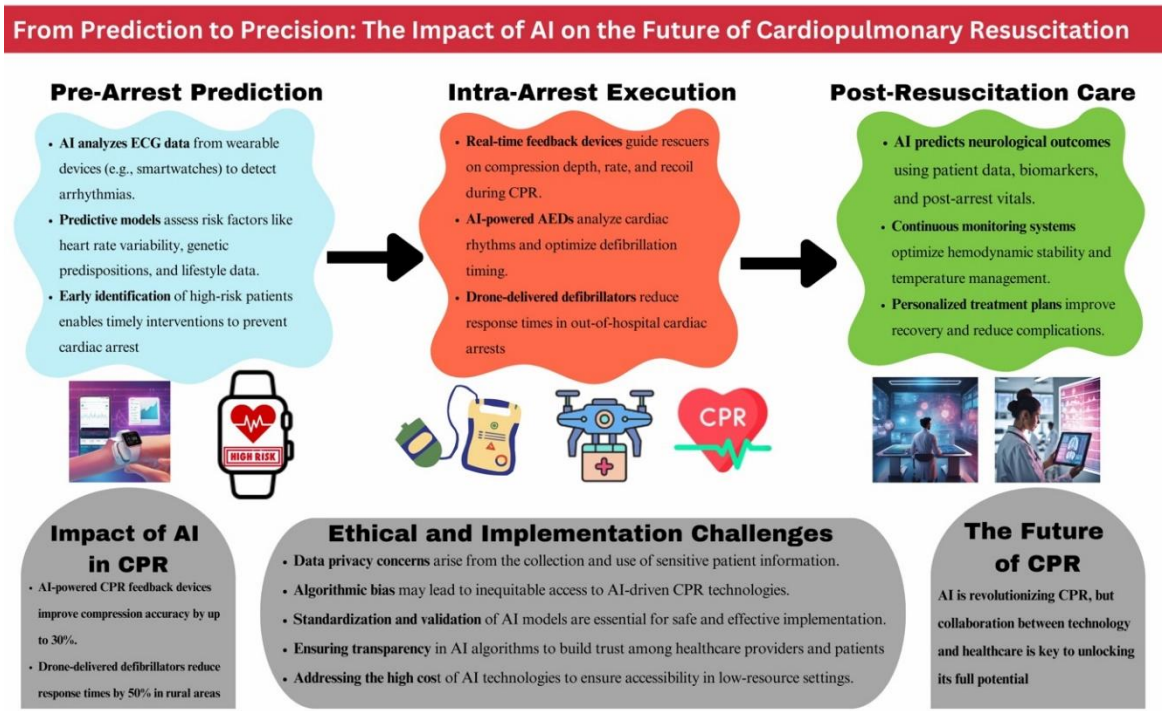 From Prediction to Precision: The Impact of AI on the Future of Cardiopulmonary Resuscitation
Pre-Arrest Prediction
• AI analyzes ECG data from wearable
devices (e.g., smartwatches) to detect
arrhythmias.
• Predictive models assess risk factors like
heart rate variability, genetic
predispositions, and lifestyle data.
• Early identification of high-risk patients
enables timely interventions to prevent
cardiac arrest
Intra-Arrest Execution
• Real-time feedback devices guide rescuers
on compression depth, rate, and recoil
during CPR.
• AI-powered AEDs analyze cardiac
rhythms and optimize defibrillation
timing.
• Drone-delivered defibrillators reduce
response times in out-of-hospital cardiac
arrests
Post-Resuscitation Care
• AI predicts neurological outcomes
using patient data, biomarkers,
and post-arrest vitals.
• Continuous monitoring systems
optimize hemodynamic stability and
temperature management.
• Personalized treatment plans improve
recovery and reduce complications.
HIGH RISK
CPR
Impact of AI
in CPR
• AI-powered CPR feedback devices
improve compression accuracy by up
to 30%.
• Drone-delivered defibrillators reduce
response times by 50% in rural areas
Ethical and Implementation Challenges
• Data privacy concerns arise from the collection and use of sensitive patient information.
• Algorithmic bias may lead to inequitable access to AI-driven CPR technologies.
• Standardization and validation of AI models are essential for safe and effective implementation.
• Ensuring transparency in AI algorithms to build trust among healthcare providers and patients
• Addressing the high cost of AI technologies to ensure accessibility in low-resource settings.
The Future
of CPR
AI is revolutionizing CPR, but
collaboration between technology
and healthcare is key to unlocking
its full potential